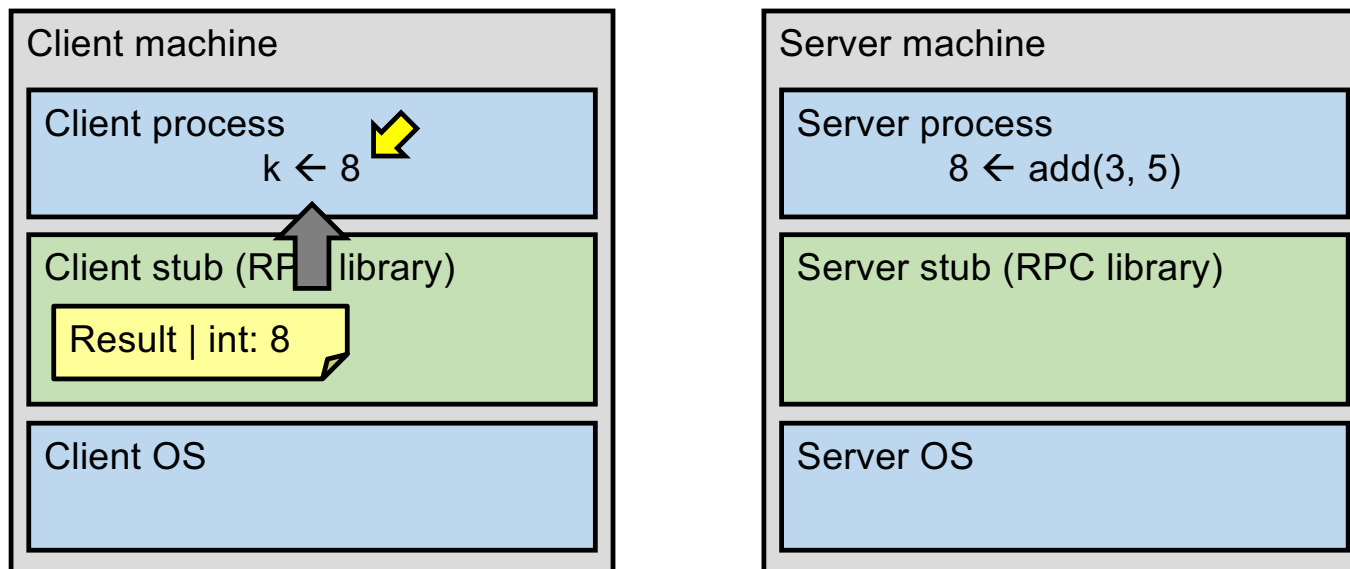 Client machine
Client process
k ← 8
Client stub (RP library)
Result | int: 8
Client OS
Server machine
Server process
8 ← add(3, 5)
Server stub (RPC library)
Server OS